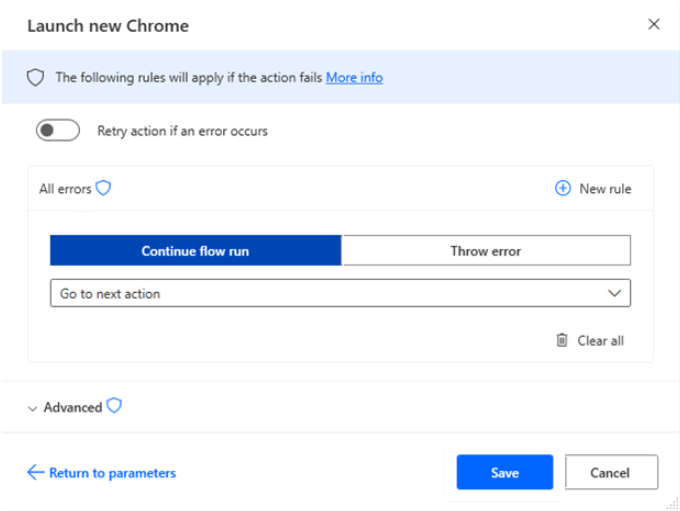 Launch new Chrome
The following rules will apply if the action fails More info
Retry action if an error occurs
All errors
New rule
Continue flow run
Throw error
Go to next action
Clear all
Advanced
Return to parameters
Save
Cancel